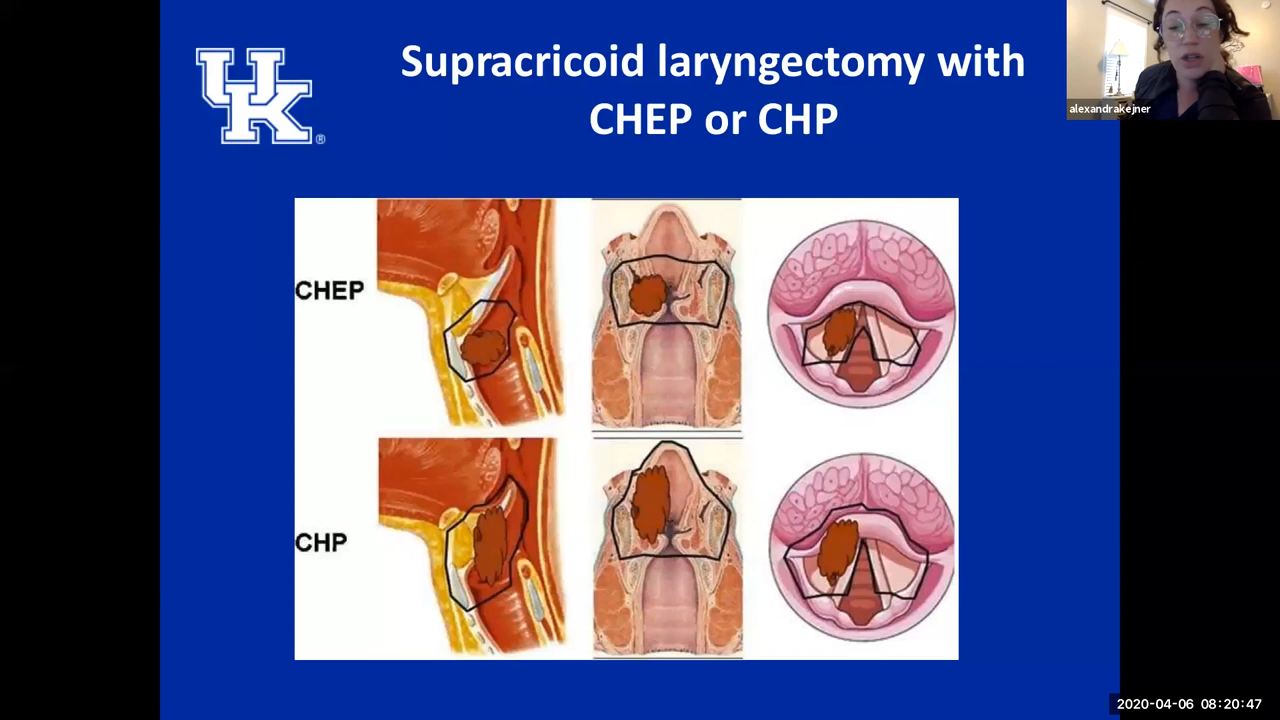 Supracricoid laryngectomy with
CHEP or CHP
UK
®
alexandrakejner
CHEP
CHP
2020-04-06 08:20:47